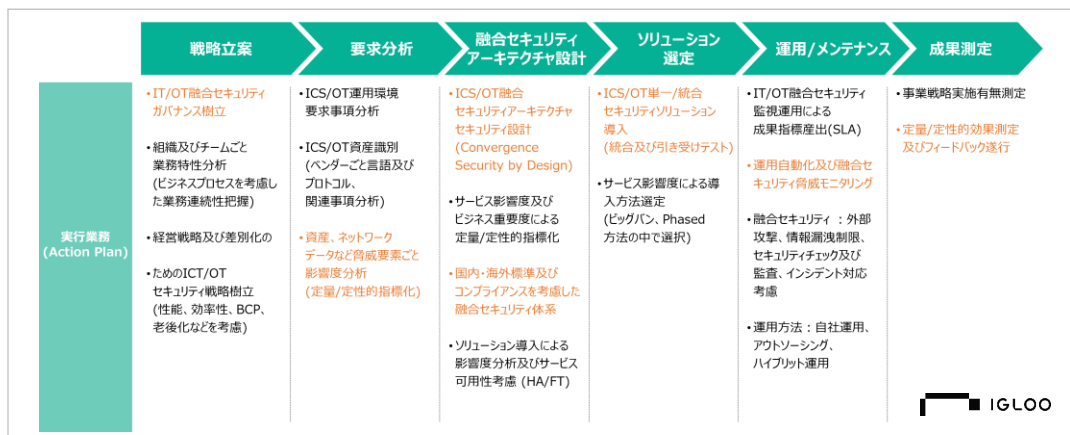 戦略立案
要求分析
融合セキュリティ
アーキテクチャ設計
ソリューション
選定
運用/メンテナンス
成果測定
実行業務
(Action Plan)
・IT/OT融合セキュリティ
ガバナンス樹立
・組織及びチームごと
業務特性分析
(ビジネスプロセスを考慮し
た業務連続性把握)
・経営戦略及び差別化の
・ためのICT/OT
セキュリティ戦略樹立
(性能、効率性、BCP、
老後化などを考慮)
・ICS/OT運用環境
要求事項分析
・ICS/OT資産識別
(ベンダーごと言語及び
プロトコル、
関連事項分析)
・資産、ネットワーク
データなど脅威要素ごと
影響度分析
(定量/定性的指標化)
・ICS/OT融合
セキュリティアーキテクチャ
セキュリティ設計
(Convergence
Security by Design)
・サービス影響度及び
ビジネス重要度による
定量/定性的指標化
・国内・海外標準及び
コンプライアンスを考慮した
融合セキュリティ体系
・ソリューション導入による
影響度分析及びサービス
可用性考慮 (HA/FT)
・ICS/OT単一/統合
セキュリティソリューション
導入
(統合及び引き受けテスト)
・サービス影響度による導
入方法選定
(ビッグバン、Phased
方法の中で選択)
・IT/OT融合セキュリティ
監視運用による
成果指標産出(SLA)
・運用自動化及び融合セ
キュリティ脅威モニタリング
・融合セキュリティ：外部
攻撃、情報漏洩制限、
セキュリティチェック及び
監査、インシデント対応
考慮
・運用方法：自社運用、
アウトソーシング、
ハイブリット運用
・事業戦略実施有無測定
・定量/定性的効果測定
及びフィードバック遂行
IGLOO